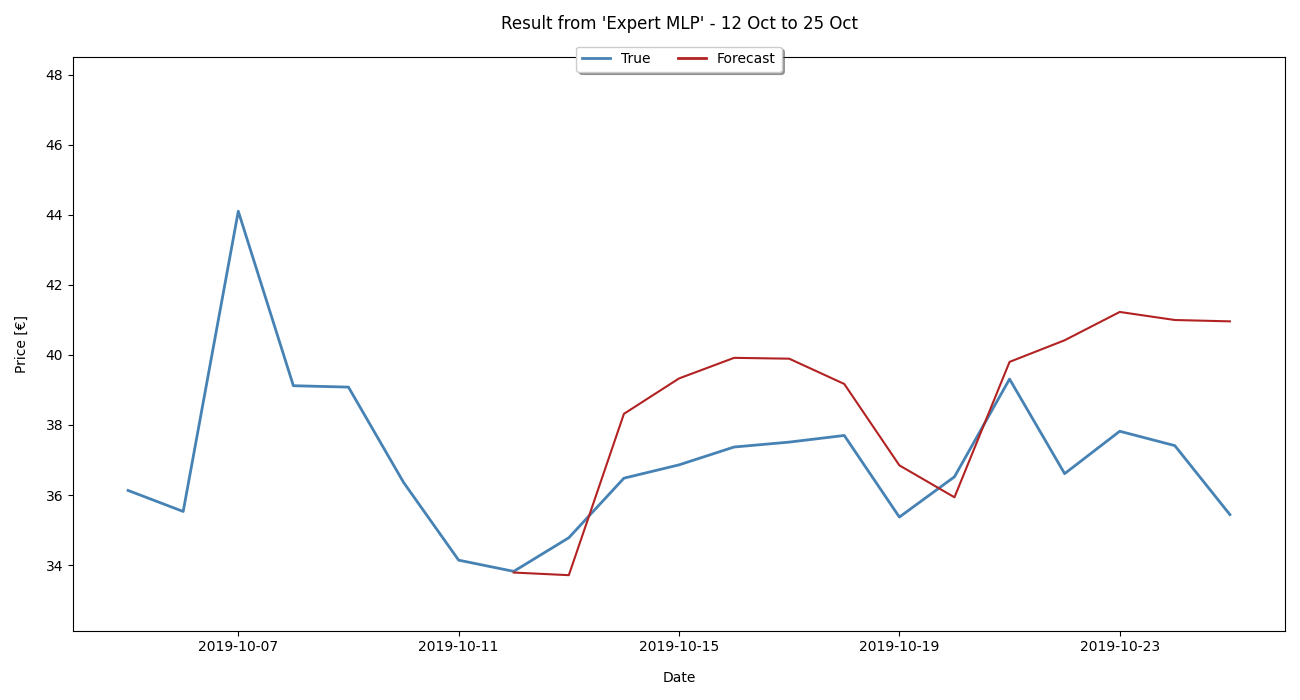 Result from 'Expert MLP' - 12 Oct to 25 Oct
True Forecast
48
46
44
42
40
38
36
34
Price [€]
2019-10-07 2019-10-11 2019-10-15 2019-10-19 2019-10-23
Date